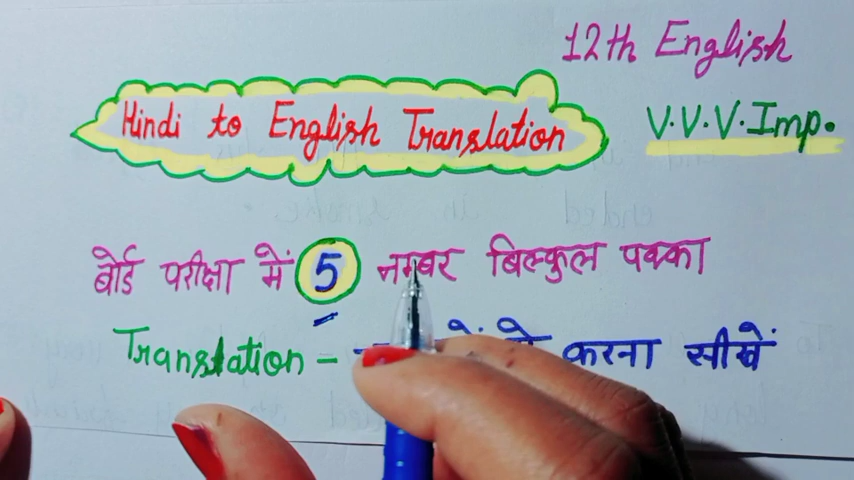 12th English
Hindi to English Translation
V.V.V.Imp.
बोर्ड परीक्षा में 5 नम्बर बिल्कुल पक्का
Translation - करना सीखें